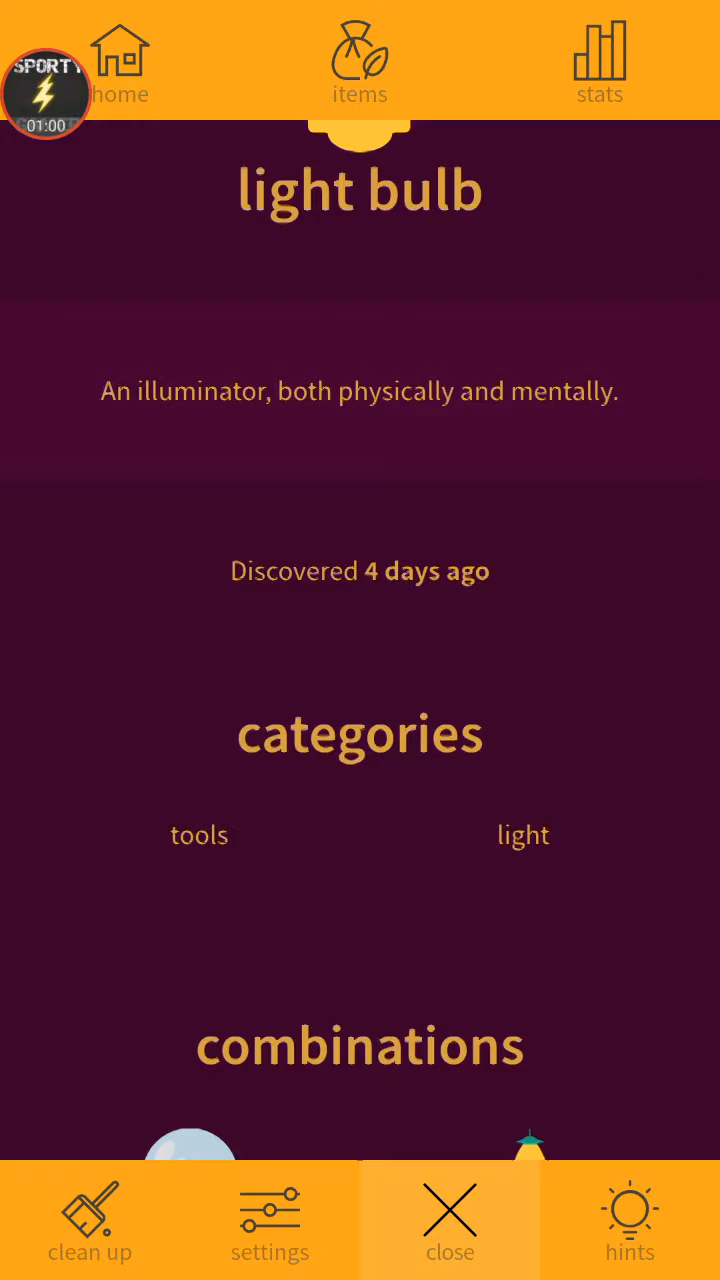 home items stats
SPORTY
01:00
light bulb
An illuminator, both physically and mentally.
Discovered 4 days ago
categories
tools light
combinations
clean up settings close hints